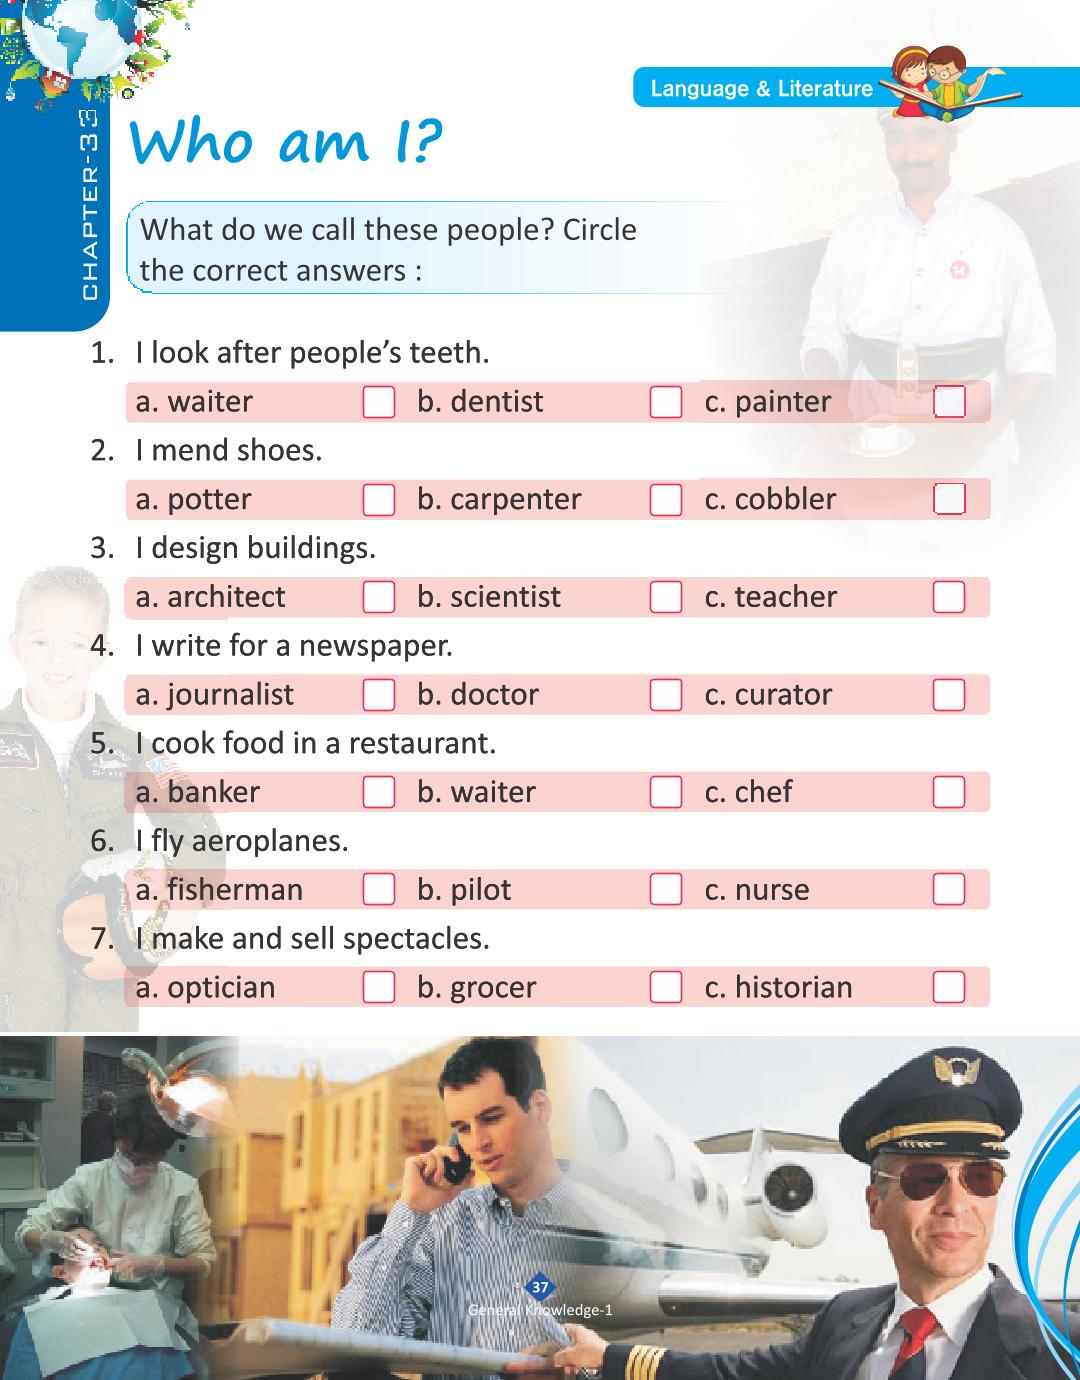 Language & Literature
CHAPTER-33
Who am I?
What do we call these people? Circle
the correct answers :
1. I look after people’s teeth.
a. waiter b. dentist c. painter
2. I mend shoes.
a. potter b. carpenter c. cobbler
3. I design buildings.
a. architect b. scientist c. teacher
4. I write for a newspaper.
a. journalist b. doctor c. curator
5. I cook food in a restaurant.
a. banker b. waiter c. chef
6. I fly aeroplanes.
a. fisherman b. pilot c. nurse
7. I make and sell spectacles.
a. optician b. grocer c. historian
14
37
General Knowledge-1